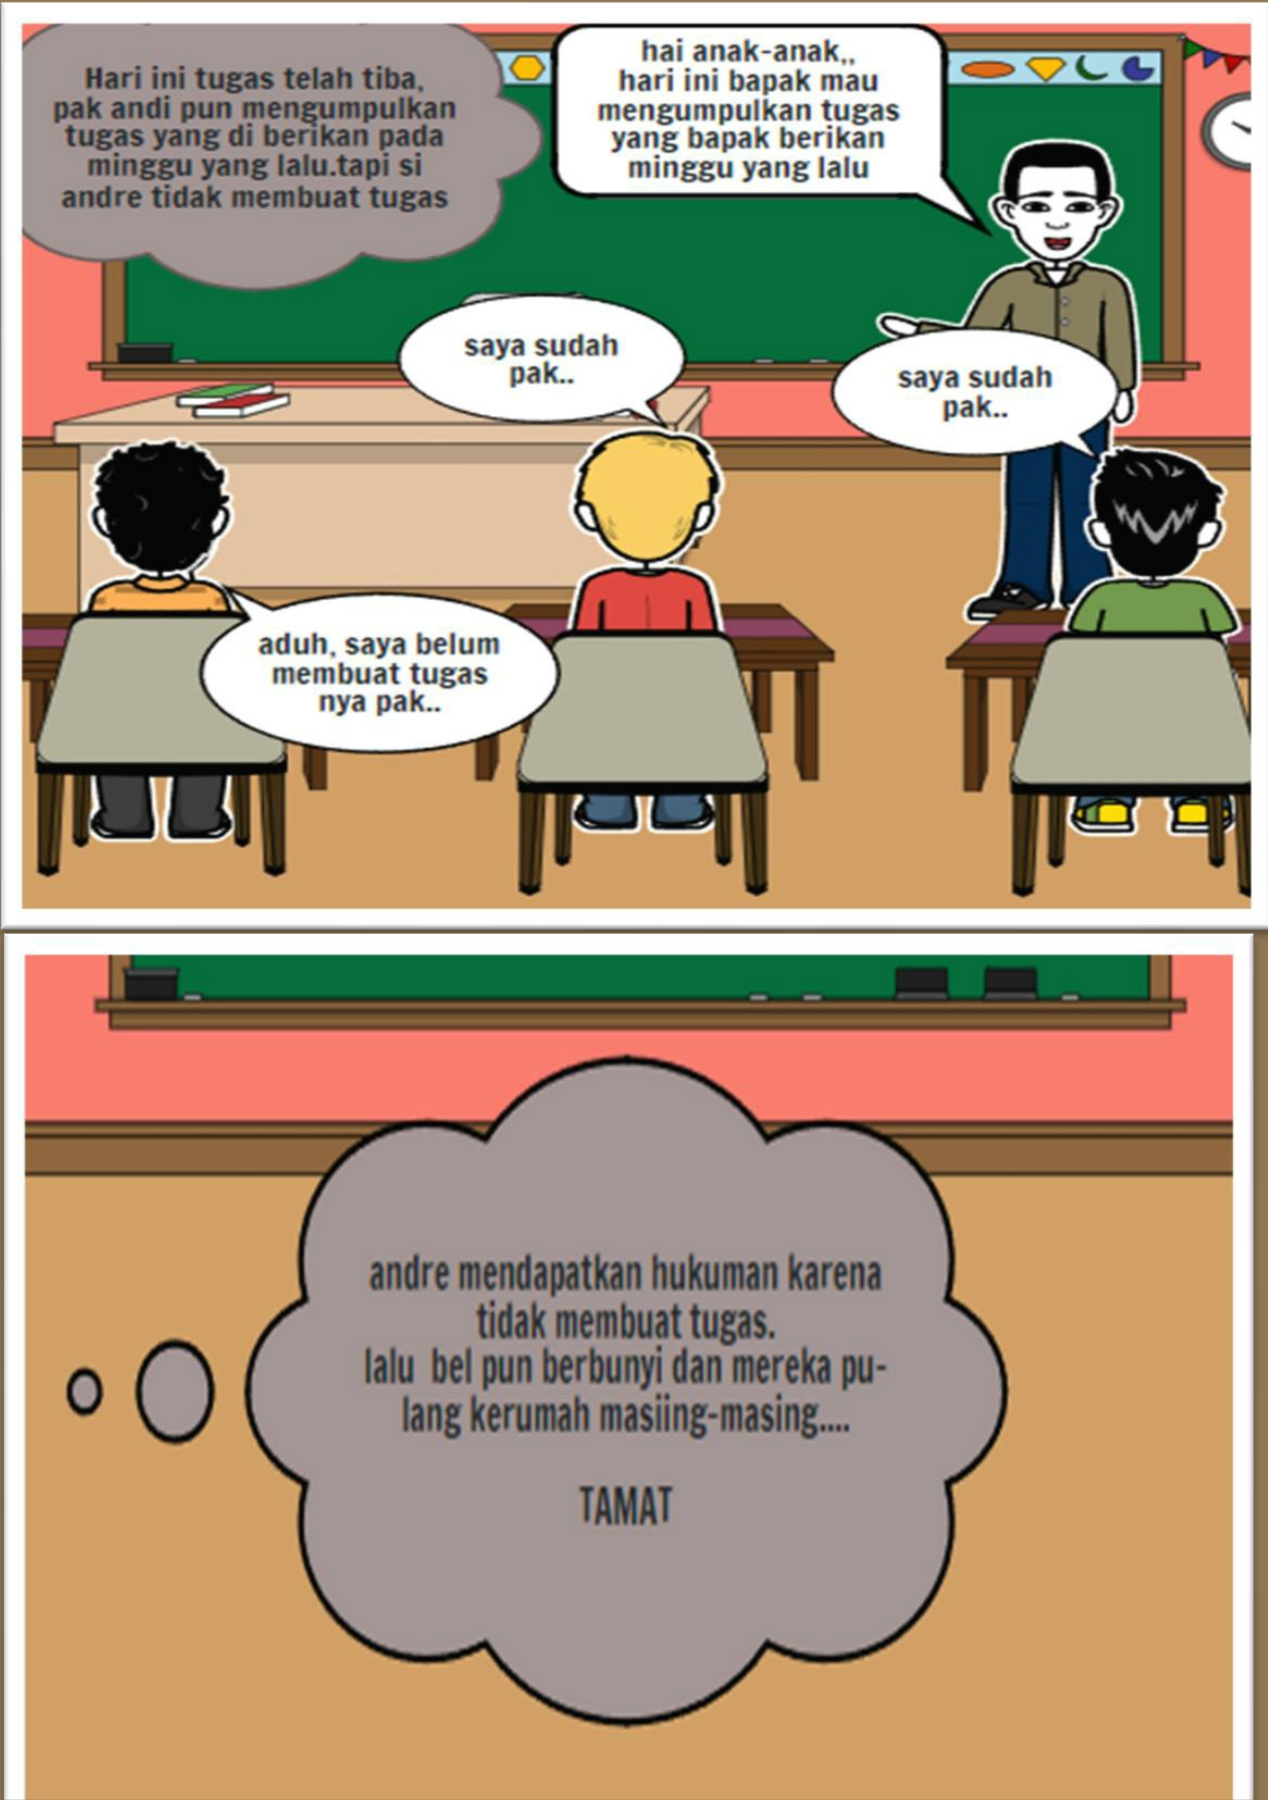 Hari ini tugas telah tiba,
pak andi pun mengumpulkan
tugas yang di berikan pada
minggu yang lalu.tapi si
andre tidak membuat tugas
hai anak-anak,,
hari ini bapak mau
mengumpulkan tugas
yang bapak berikan
minggu yang lalu
saya sudah
pak..
saya sudah
pak..
aduh, saya belum
membuat tugas
nya pak..
andre mendapatkan hukuman karena
tidak membuat tugas.
lalu bel pun berbunyi dan mereka pu-
lang kerumah masiing-masing....
TAMAT